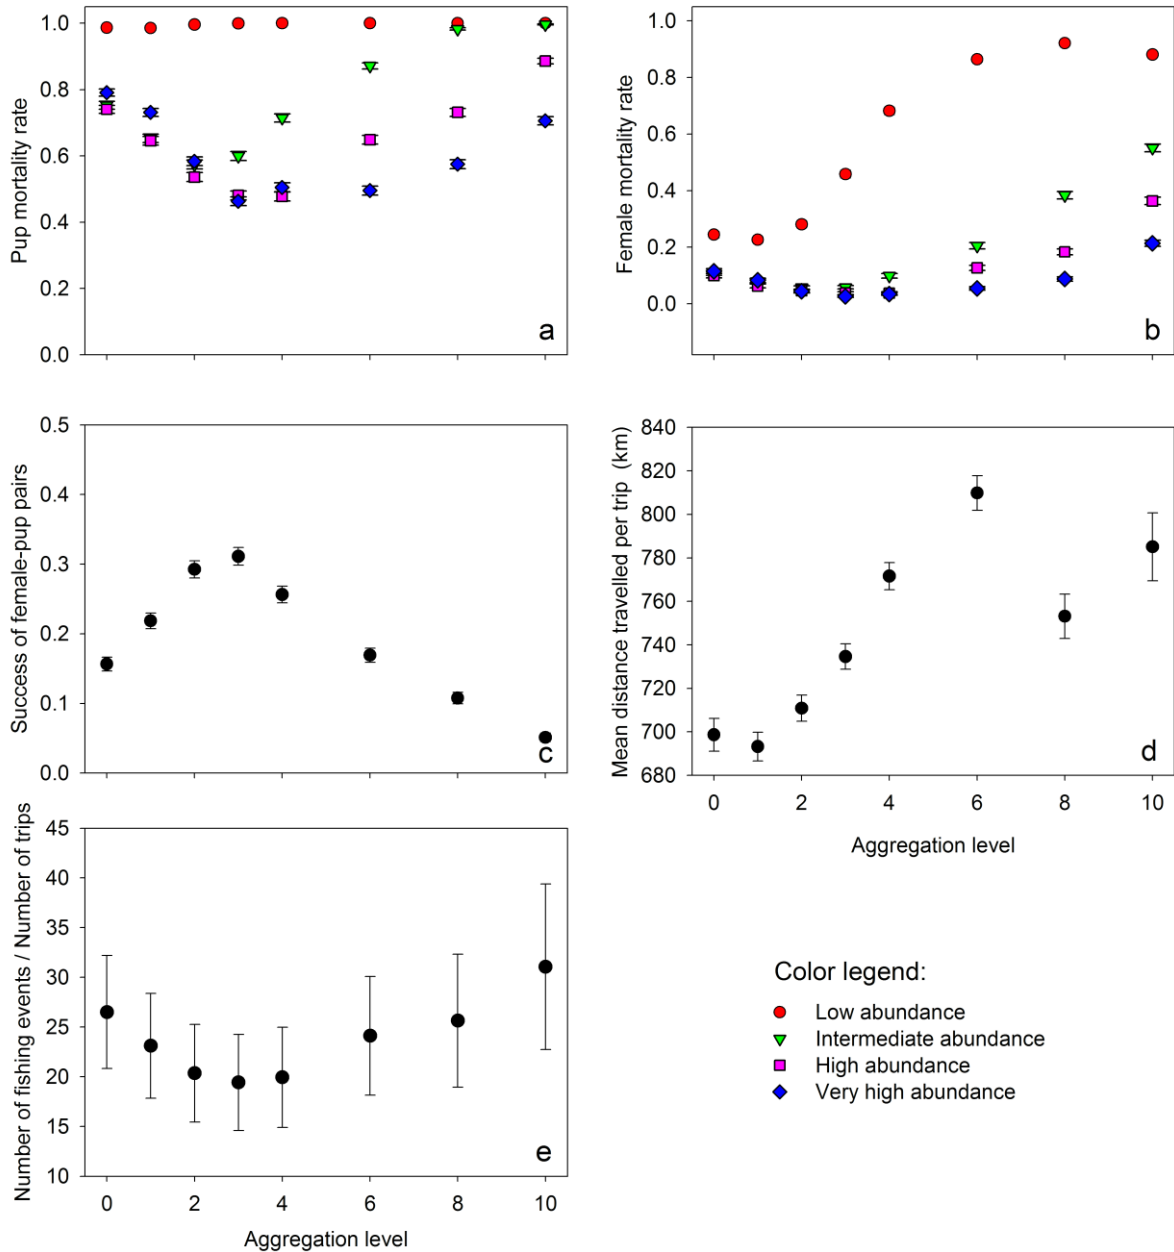 Pup mortality rate
1.0
0.8
0.6
0.4
0.2
0.0
a
Female mortality rate
1.0
0.8
0.6
0.4
0.2
0.0
b
Success of female-pup pairs
0.5
0.4
0.3
0.2
0.1
0.0
c
Mean distance travelled per trip (km)
840
820
800
780
760
740
720
700
680
d
0 2 4 6 8 10
Aggregation level
Number of fishing events / Number of trips
45
40
35
30
25
20
15
10
e
0 2 4 6 8 10
Aggregation level
Color legend:
Low abundance
Intermediate abundance
High abundance
Very high abundance